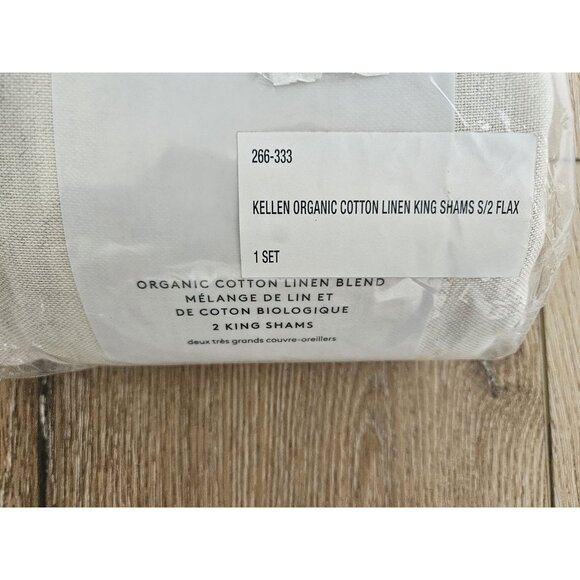 266-333
KELLEN ORGANIC COTTON LINEN KING SHAMS S/2 FLAX
1 SET
ORGANIC COTTON LINEN BLEND
MÉLANGE DE LIN ET
DE COTON BIOLOGIQUE
2 KING SHAMS
deux très grands couvre-oreillers